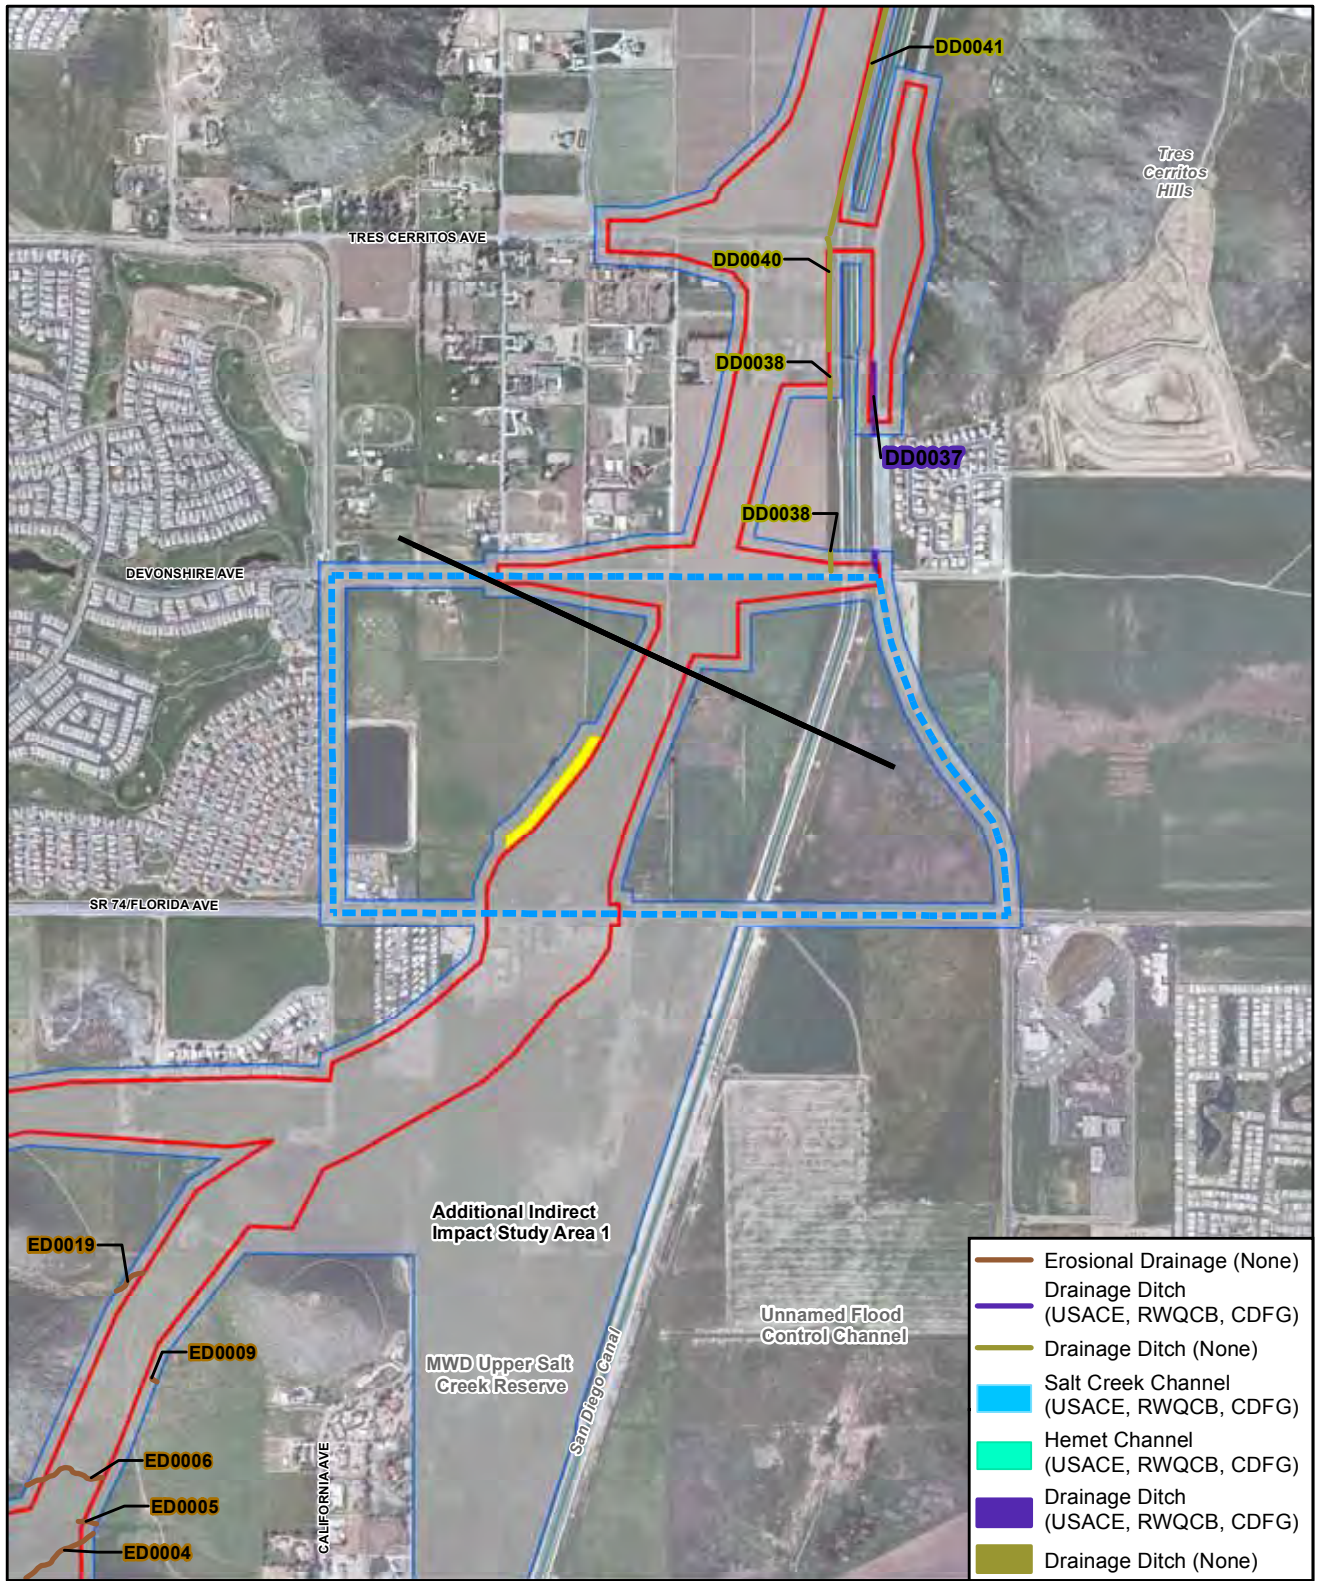 DD0041
Tres
Cerritos
Hills
TRES CERRITOS AVE
DD0040
DD0038
DD0037
DD0038
DEVONSHIRE AVE
SR 74/FLORIDA AVE
Additional Indirect
Impact Study Area 1
ED0019
Unnamed Flood
Control Channel
San Diego Canal
ED0009
MWD Upper Salt
Creek Reserve
CALIFORNIA AVE
ED0006
ED0005
ED0004
Erosional Drainage (None)
Drainage Ditch
(USACE, RWQCB, CDFG)
Drainage Ditch (None)
Salt Creek Channel
(USACE, RWQCB, CDFG)
Hemet Channel
(USACE, RWQCB, CDFG)
Drainage Ditch
(USACE, RWQCB, CDFG)
Drainage Ditch (None)